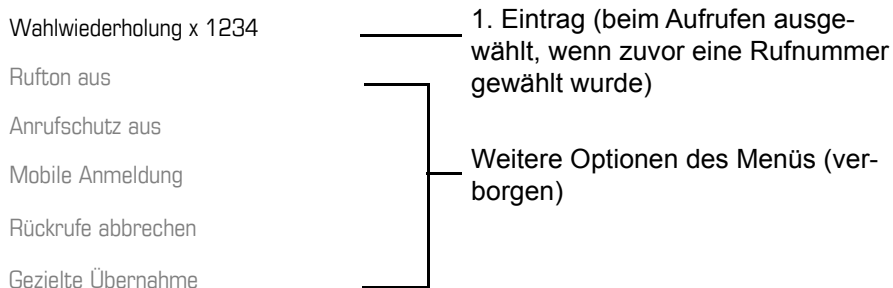 Wahlwiederholung x 1234
1. Eintrag (beim Aufrufen ausge-
wählt, wenn zuvor eine Rufnummer
gewählt wurde)
Rufton aus
Anrufschutz aus
Mobile Anmeldung
Rückrufe abbrechen
Gezielte Übernahme
Weitere Optionen des Menüs (ver-
borgen)